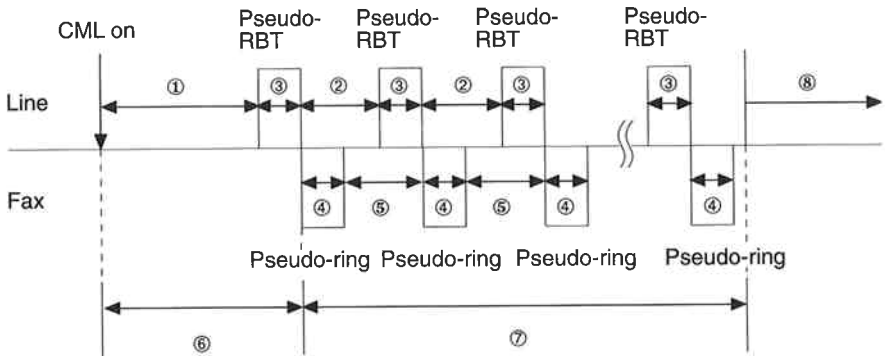 CML on
Pseudo-
RBT
Pseudo-
RBT
Pseudo-
RBT
Pseudo-
RBT
Line
① ③ ② ③ ② ③ ③ ⑧
Fax
④ ⑤ ④ ⑤ ④ ④
Pseudo-ring Pseudo-ring Pseudo-ring Pseudo-ring
⑥ ⑦